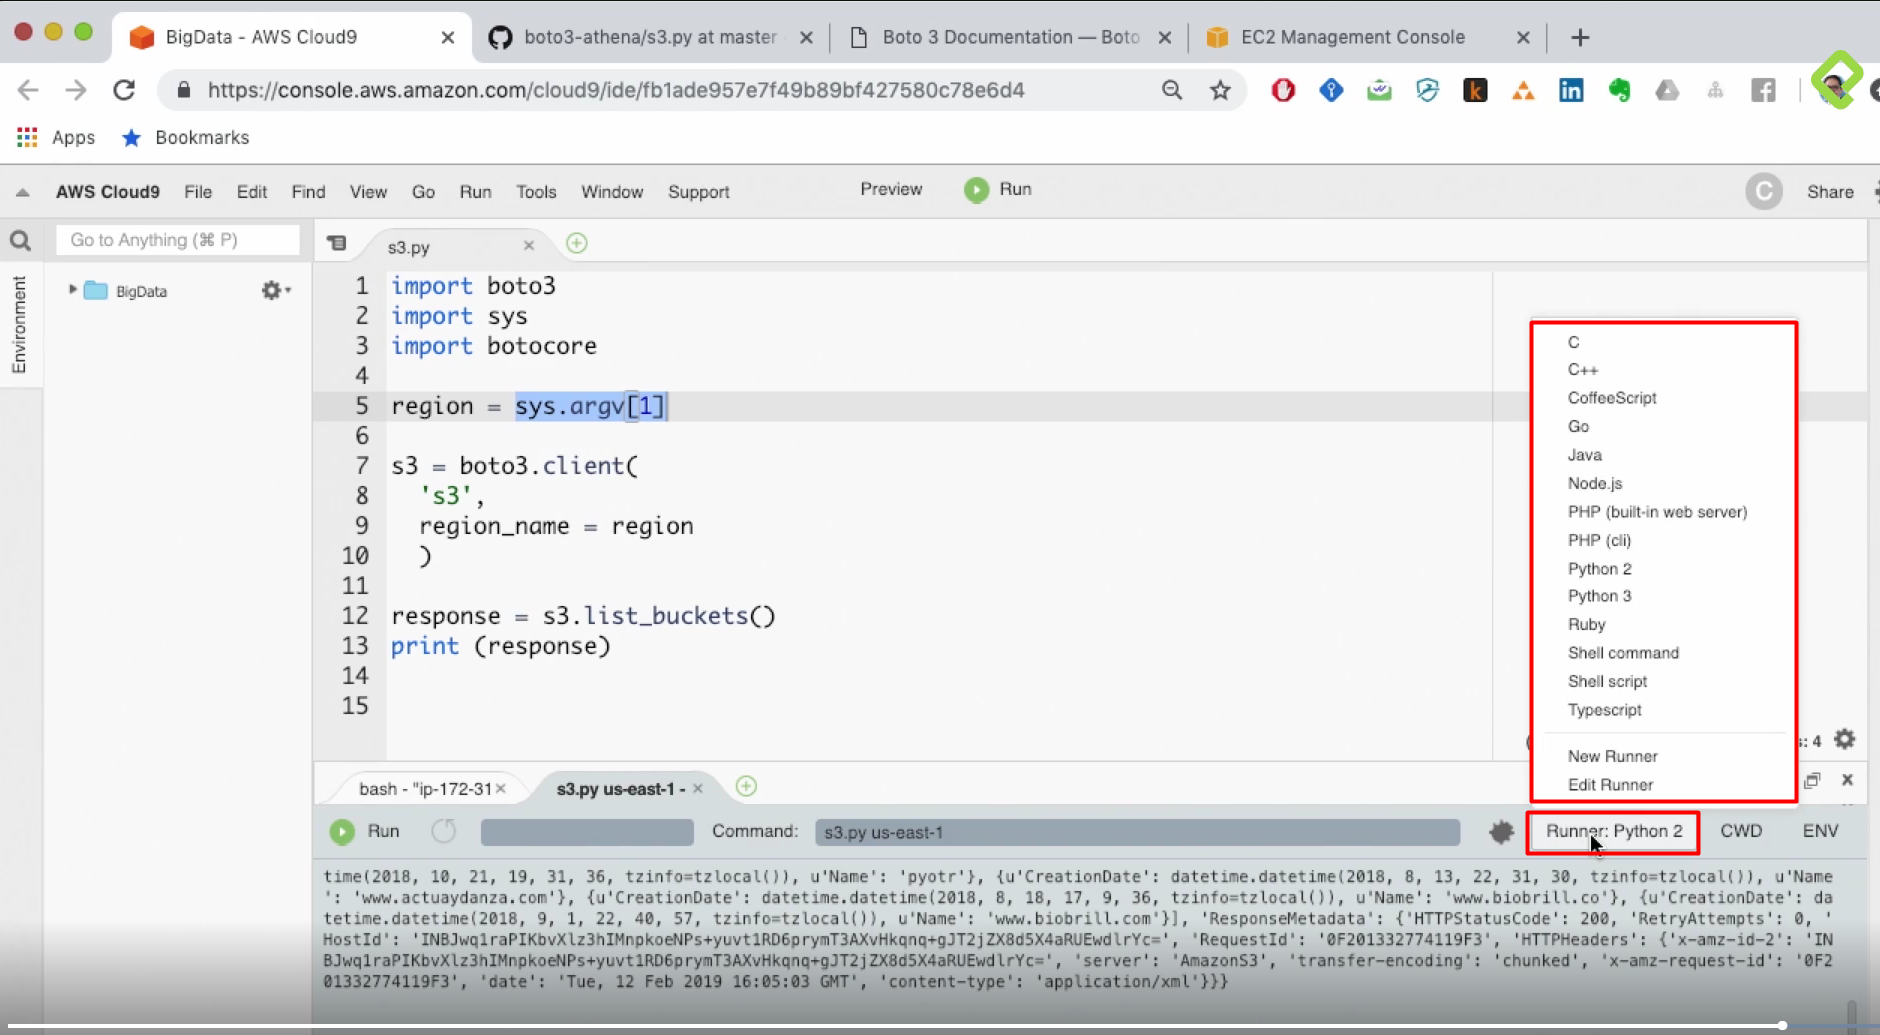 BigData - AWS Cloud9
boto3-athena/s3.py at master
Boto 3 Documentation — Boto
EC2 Management Console
https://console.aws.amazon.com/cloud9/ide/fb1ade957e7f49b89bf427580c78e6d4
Apps
Bookmarks
AWS Cloud9 File Edit Find View Go Run Tools Window Support Preview Run C Share
Go to Anything (⌘ P)
s3.py
Environment
BigData
1 import boto3
2 import sys
3 import botocore
4
5 region = sys.argv[1]
6
7 s3 = boto3.client(
8 's3',
9 region_name = region
10 )
11
12 response = s3.list_buckets()
13 print (response)
14
15
C
C++
CoffeeScript
Go
Java
Node.js
PHP (built-in web server)
PHP (cli)
Python 2
Python 3
Ruby
Shell command
Shell script
Typescript
New Runner
Edit Runner
: 4
bash - "ip-172-31
s3.py us-east-1 -
Run
Command:
s3.py us-east-1
Runner: Python 2
CWD
ENV
time(2018, 10, 21, 19, 31, 36, tzinfo=tzlocal()), u'Name': 'pyotr'}, {u'CreationDate': datetime.datetime(2018, 8, 13, 22, 31, 30, tzinfo=tzlocal()), u'Name
': 'www.actuaydanza.com'}, {u'CreationDate': datetime.datetime(2018, 8, 18, 17, 9, 36, tzinfo=tzlocal()), u'Name': 'www.biobrill.co'}, {u'CreationDate': da
tetime.datetime(2018, 9, 1, 22, 40, 57, tzinfo=tzlocal()), u'Name': 'www.biobrill.com'}], 'ResponseMetadata': {'HTTPStatusCode': 200, 'RetryAttempts': 0, '
HostId': 'INBJwq1raPIKbvXlz3hIMnpkoeNPs+yuvt1RD6prymT3AXvHkqnq+gJT2jZX8d5X4aRUEwdlrYc=', 'RequestId': '0F201332774119F3', 'HTTPHeaders': {'x-amz-id-2': 'IN
BJwq1raPIKbvXlz3hIMnpkoeNPs+yuvt1RD6prymT3AXvHkqnq+gJT2jZX8d5X4aRUEwdlrYc=', 'server': 'AmazonS3', 'transfer-encoding': 'chunked', 'x-amz-request-id': '0F2
01332774119F3', 'date': 'Tue, 12 Feb 2019 16:05:03 GMT', 'content-type': 'application/xml'}}}